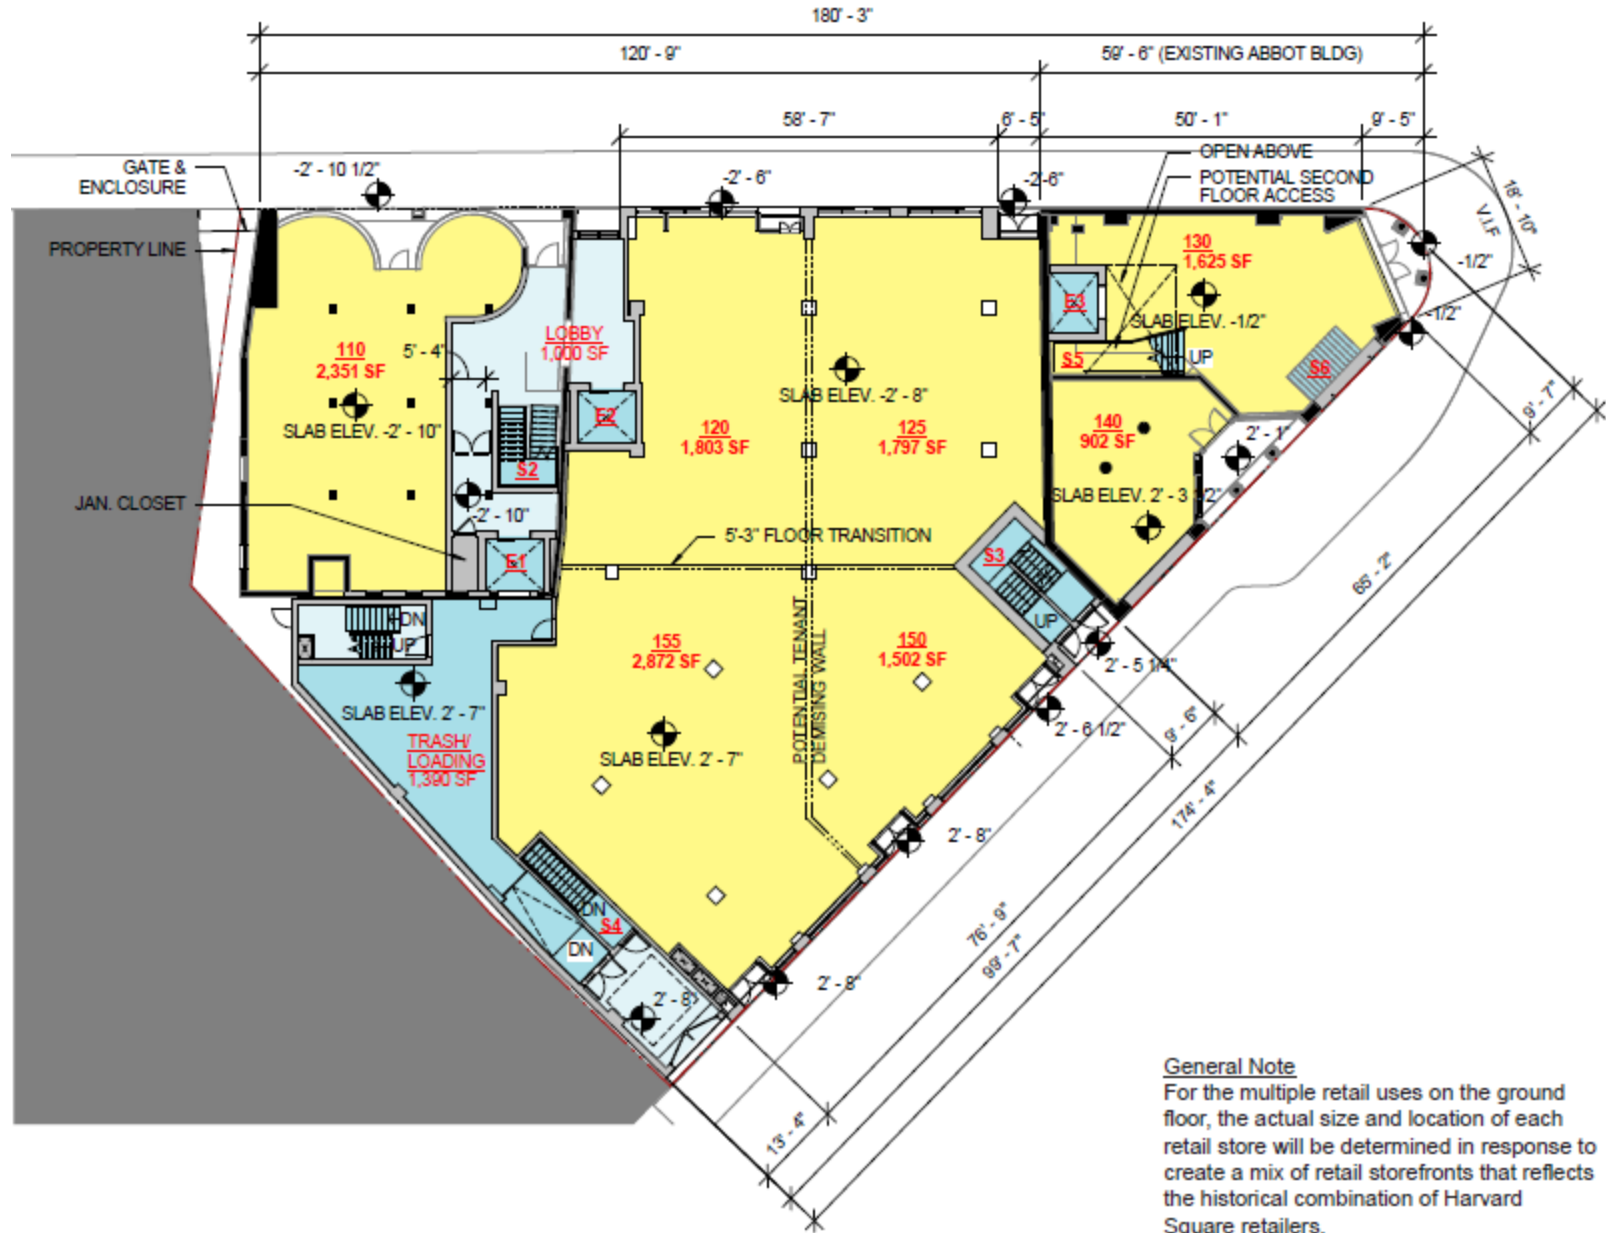 180' - 3"
120' - 9"
59' - 6" (EXISTING ABBOT BLDG)
58' - 7"
6' - 5"
50' - 1"
9' - 5"
GATE &
ENCLOSURE
-2' - 10 1/2"
-2' - 6"
-2'-6"
OPEN ABOVE
POTENTIAL SECOND
FLOOR ACCESS
18' - 10"
V.I.F
PROPERTY LINE
130
1,625 SF
-1/2"
E3
SLAB ELEV. -1/2"
-1/2"
LOBBY
1,000 SF
110
2,351 SF
5' - 4"
S5
UP
S6
SLAB ELEV. -2' - 8"
9' - 7"
E2
SLAB ELEV. -2' - 10"
120
1,803 SF
125
1,797 SF
140
902 SF
2' - 1"
S2
JAN. CLOSET
SLAB ELEV. 2' - 3 1/2"
-2' - 10"
5'-3" FLOOR TRANSITION
E1
S3
65' - 2"
DN
UP
UP
155
2,872 SF
POTENTIAL TENANT
DEMISING WALL
150
1,502 SF
2' - 5 1/4"
SLAB ELEV. 2' - 7"
2' - 6 1/2"
9' - 6"
TRASH/
LOADING
1,390 SF
SLAB ELEV. 2' - 7"
174' - 4"
2' - 8"
DN
S4
DN
76' - 9"
99' - 7"
2' - 8"
2' - 8"
13' - 4"
General Note
For the multiple retail uses on the ground
floor, the actual size and location of each
retail store will be determined in response to
create a mix of retail storefronts that reflects
the historical combination of Harvard
Square retailers.